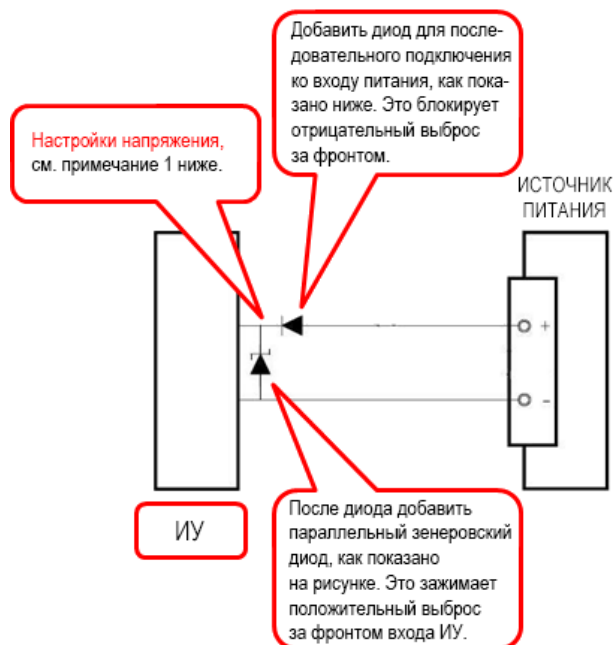 Добавить диод для после-
довательного подключения
ко входу питания, как пока-
зано ниже. Это блокирует
отрицательный выброс
за фронтом.
Настройки напряжения,
см. примечание 1 ниже.
ИСТОЧНИК
ПИТАНИЯ
+
-
ИУ
После диода добавить
параллельный зенеровский
диод, как показано
на рисунке. Это зажимает
положительный выброс
за фронтом входа ИУ.